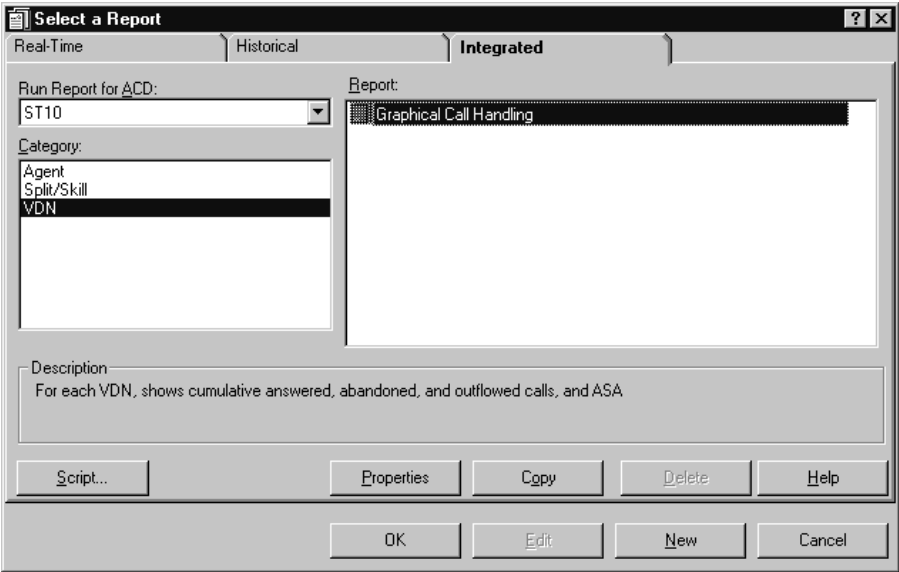 Select a Report
Real-Time
Historical
Integrated
Run Report for ACD:
ST10
Category:
Agent
Split/Skill
VDN
Report:
Graphical Call Handling
Description
For each VDN, shows cumulative answered, abandoned, and outflowed calls, and ASA
Script...
Properties
Copy
Delete
Help
OK
Edit
New
Cancel